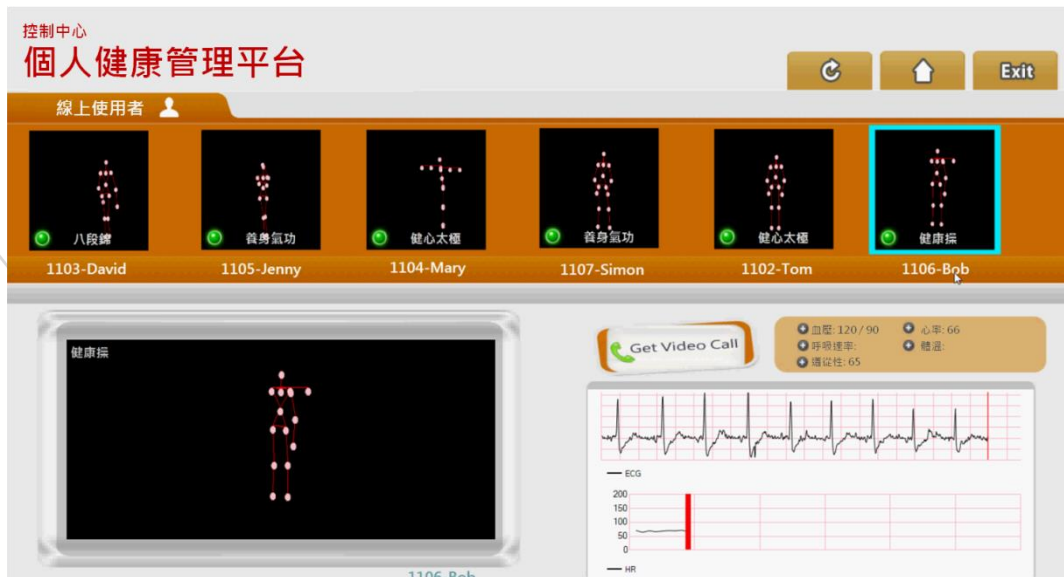 控制中心
個人健康管理平台
Exit
線上使用者
八段錦
養身氣功
健心太極
養身氣功
健心太極
健康操
1103-David
1105-Jenny
1104-Mary
1107-Simon
1102-Tom
1106-Bob
健康操
Get Video Call
血壓: 120 / 90
心率: 66
呼吸速率:
體溫:
遵從性: 65
ECG
200
150
100
50
0
HR
1106-Bob